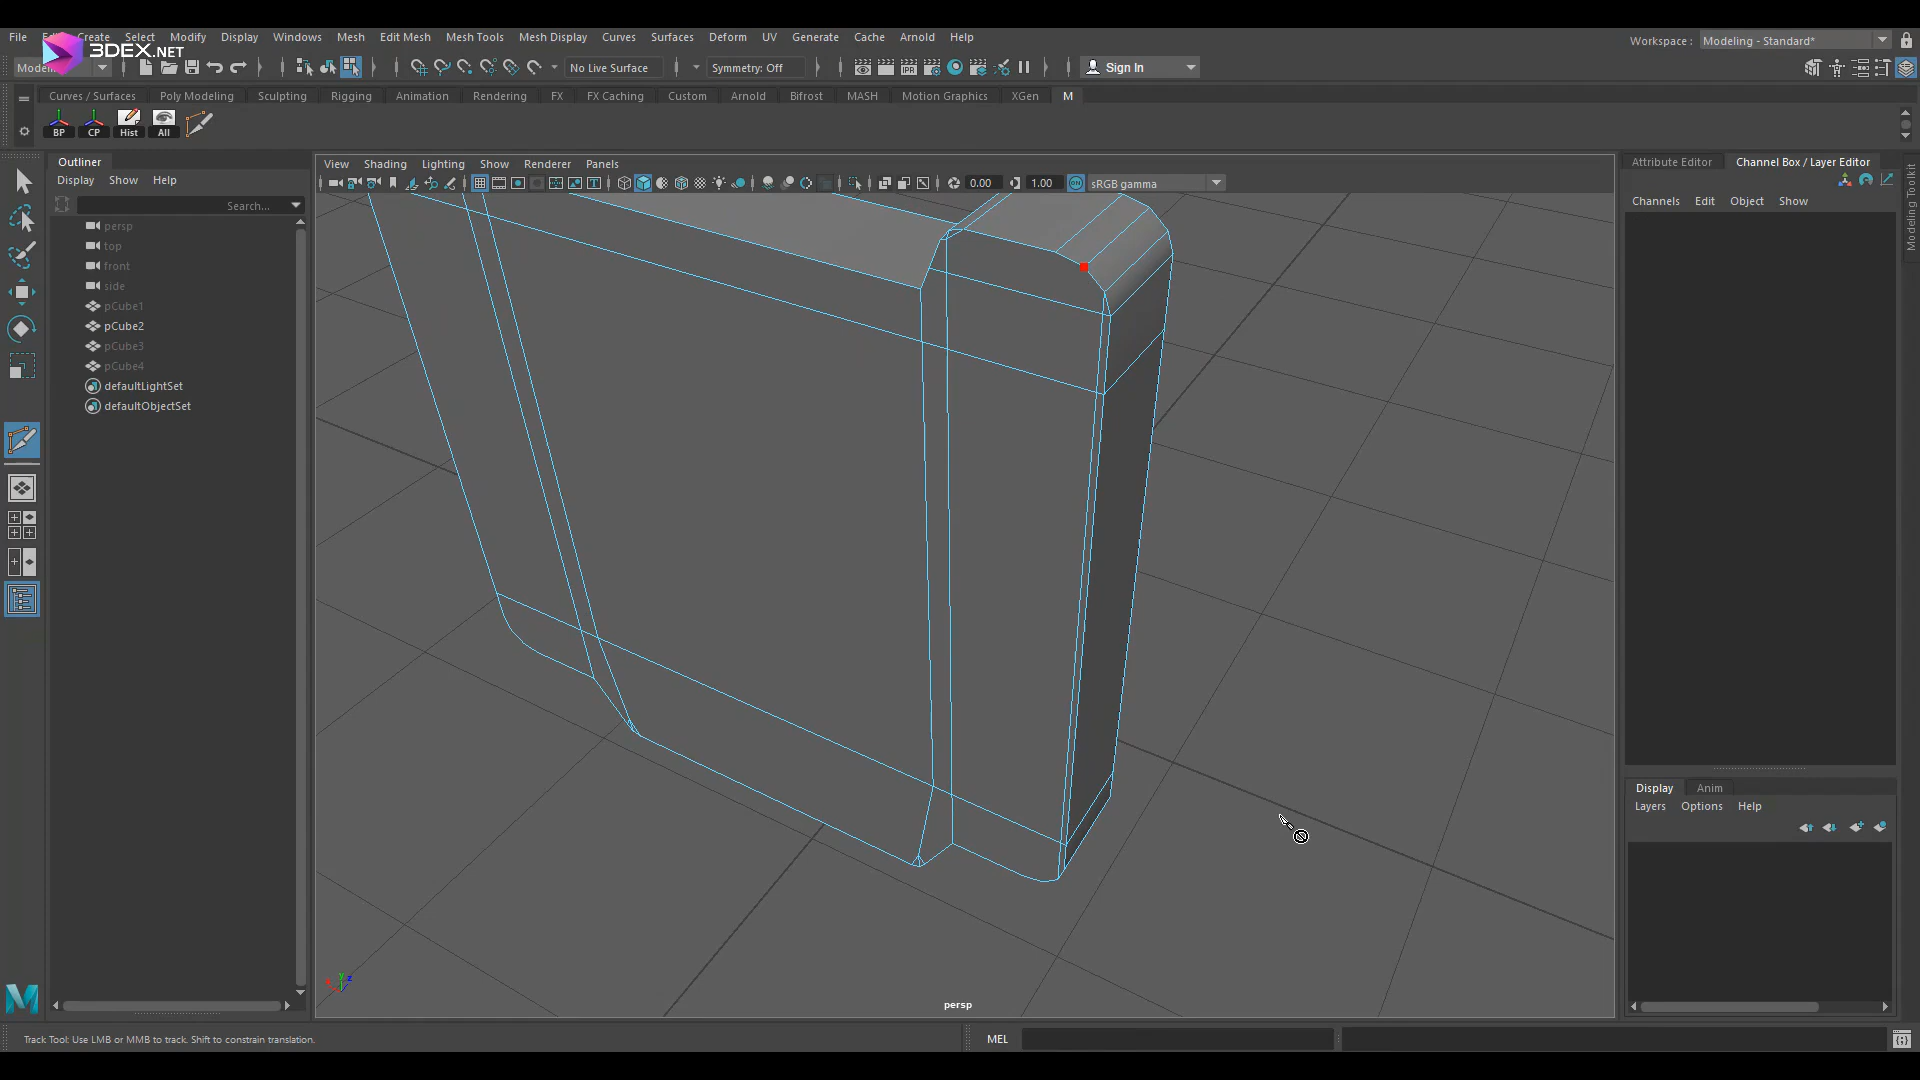 File Edit Create Select Modify Display Windows Mesh Edit Mesh Mesh Tools Mesh Display Curves Surfaces Deform UV Generate Cache Arnold Help
Workspace : Modeling - Standard*
3DEX.NET
No Live Surface Symmetry: Off Sign In
Curves / Surfaces Poly Modeling Sculpting Rigging Animation Rendering FX FX Caching Custom Arnold Bifrost MASH Motion Graphics XGen M
BP CP Hist All
Outliner
Display Show Help
Search...
persp
top
front
side
pCube1
pCube2
pCube3
pCube4
defaultLightSet
defaultObjectSet
View Shading Lighting Show Renderer Panels
0.00 1.00 sRGB gamma
persp
Attribute Editor Channel Box / Layer Editor
Channels Edit Object Show
Modeling Toolkit
Display Anim
Layers Options Help
Track Tool: Use LMB or MMB to track. Shift to constrain translation.
MEL